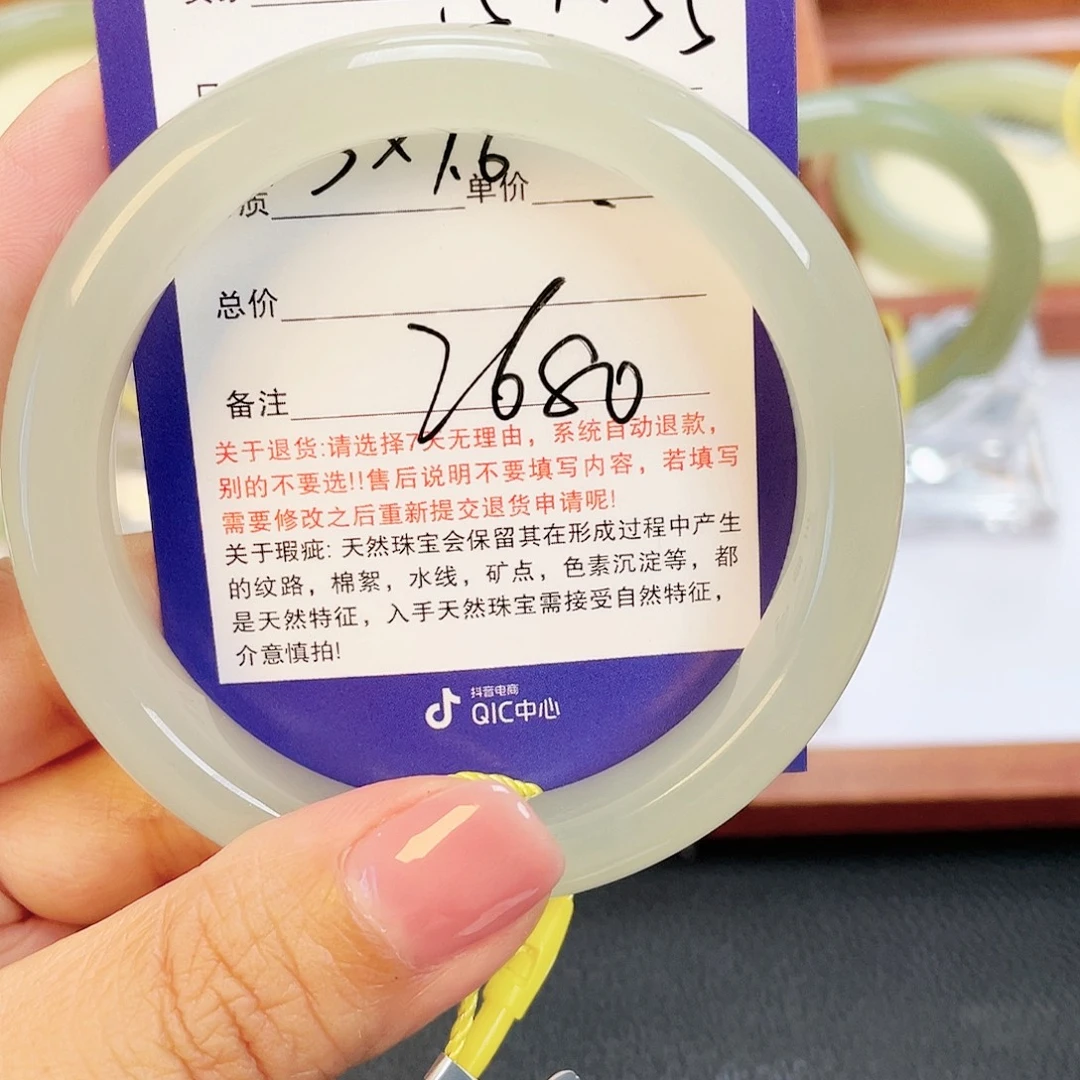 55
× 1.6
质 单价
总价
2680
备注
关于退货:请选择7天无理由，系统自动退款，
别的不要选!!售后说明不要填写内容，若填写
需要修改之后重新提交退货申请呢!
关于瑕疵: 天然珠宝会保留其在形成过程中产生
的纹路，棉絮，水线，矿点，色素沉淀等，都
是天然特征，入手天然珠宝需接受自然特征，
介意慎拍!
抖音电商
QIC中心